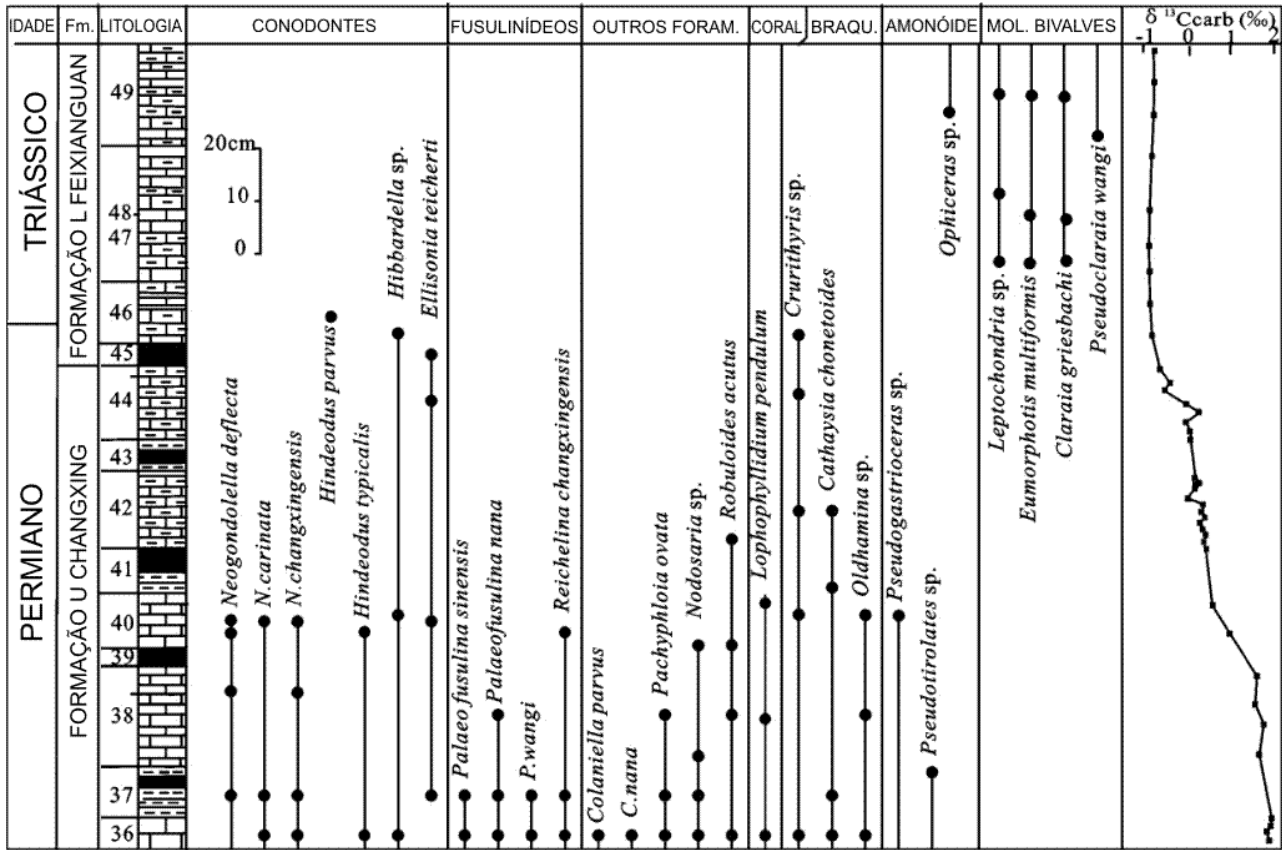 IDADE Fm. LITOLOGIA CONODONTES FUSULINÍDEOS OUTROS FORAM. CORAL BRAQU. AMONÓIDE MOL. BIVALVES δ ¹³Ccarb (‰)
-1 0 1 2
TRIÁSSICO
PERMIANO
FORMAÇÃO L FEIXIANGUAN
FORMAÇÃO U CHANGXING
49
48
47
46
45
44
43
42
41
40
39
38
37
36
20cm
10
0
Neogondolella deflecta
N.carinata
N.changxingensis
Hindeodus parvus
Hindeodus typicalis
Hibbardella sp.
Ellisonia teicherti
Palaeo fusulina sinensis
Palaeofusulina nana
P.wangi
Reichelina changxingensis
Colaniella parvus
C.nana
Pachyphloia ovata
Nodosaria sp.
Robuloides acutus
Lophophyllidium pendulum
Crurithyris sp.
Cathaysia chonetoides
Oldhamina sp.
Pseudogastrioceras sp.
Pseudotirolates sp.
Ophiceras sp.
Leptochondria sp.
Eumorphotis multiformis
Claraia griesbachi
Pseudoclaraia wangi